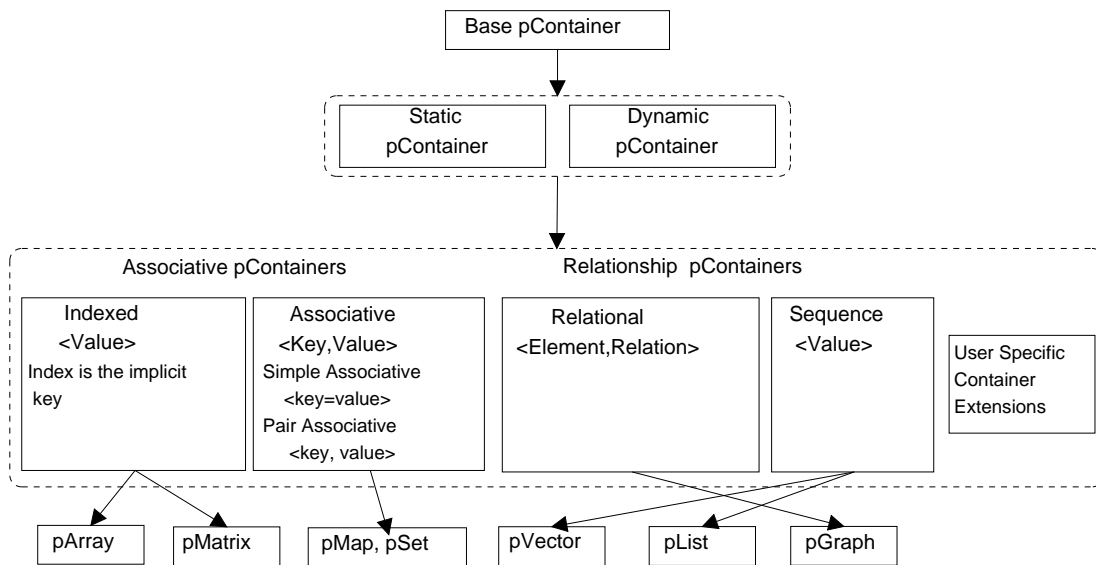 Base pContainer
Static
pContainer
Dynamic
pContainer
Associative pContainers
Relationship pContainers
Indexed
<Value>
Index is the implicit
key
Associative
<Key,Value>
Simple Associative
<key=value>
Pair Associative
<key, value>
Relational
<Element,Relation>
Sequence
<Value>
User Specific
Container
Extensions
pArray
pMatrix
pMap, pSet
pVector
pList
pGraph